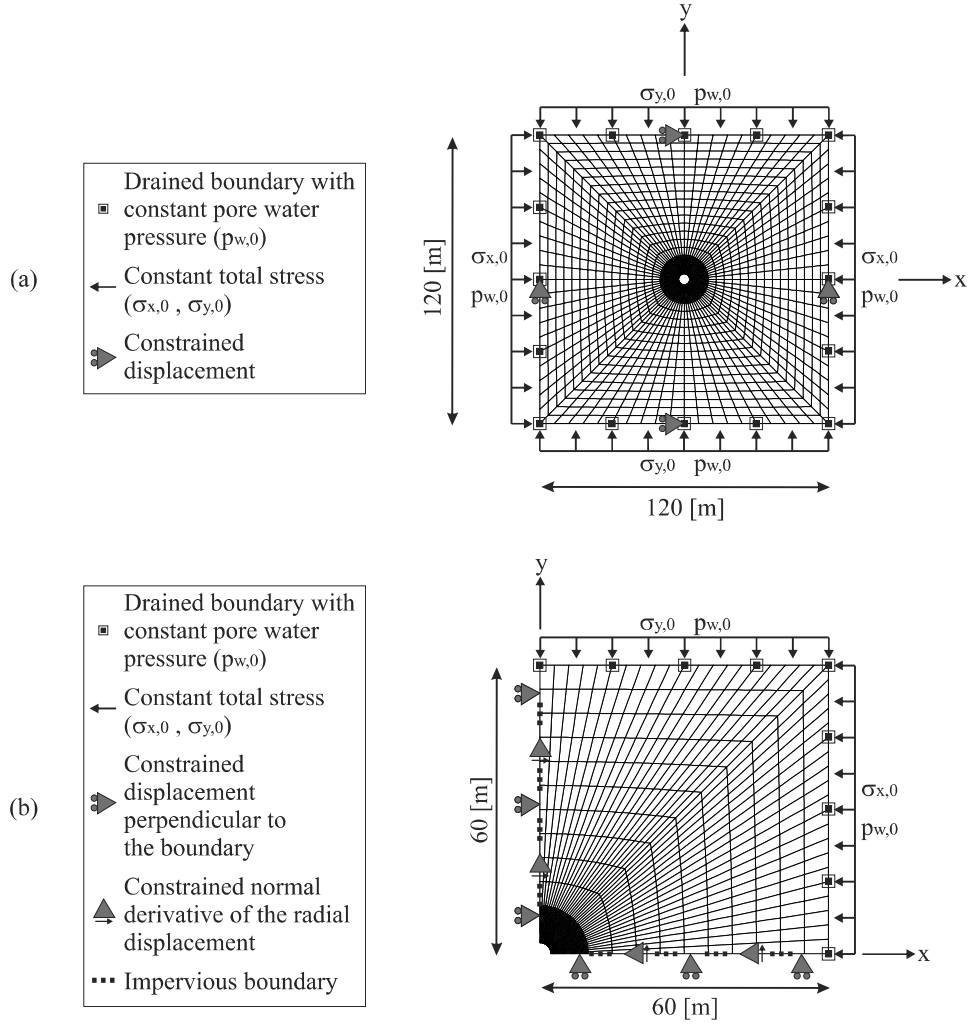 (a)
Drained boundary with
constant pore water
pressure (pw,0)
Constant total stress
(σx,0 , σy,0)
Constrained
displacement
y
σy,0 pw,0
120 [m]
σx,0
pw,0
σx,0
pw,0
x
σy,0 pw,0
120 [m]
(b)
Drained boundary with
constant pore water
pressure (pw,0)
Constant total stress
(σx,0 , σy,0)
Constrained
displacement
perpendicular to
the boundary
Constrained normal
derivative of the radial
displacement
Impervious boundary
y
σy,0 pw,0
60 [m]
σx,0
pw,0
x
60 [m]